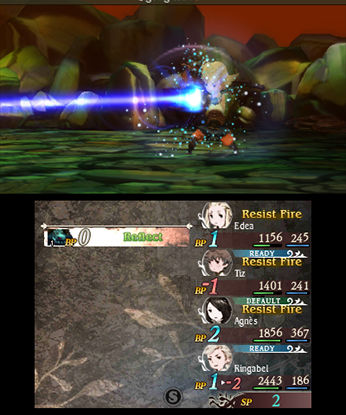 BP 0 Reflect
Resist Fire
Edea
BP 1 1156 245
READY
Resist Fire
Tiz
BP -1 1401 241
DEFAULT
Resist Fire
Agnès
BP 2 1856 367
READY
Ringabel
BP 1 -2 2443 186
S
SP 2